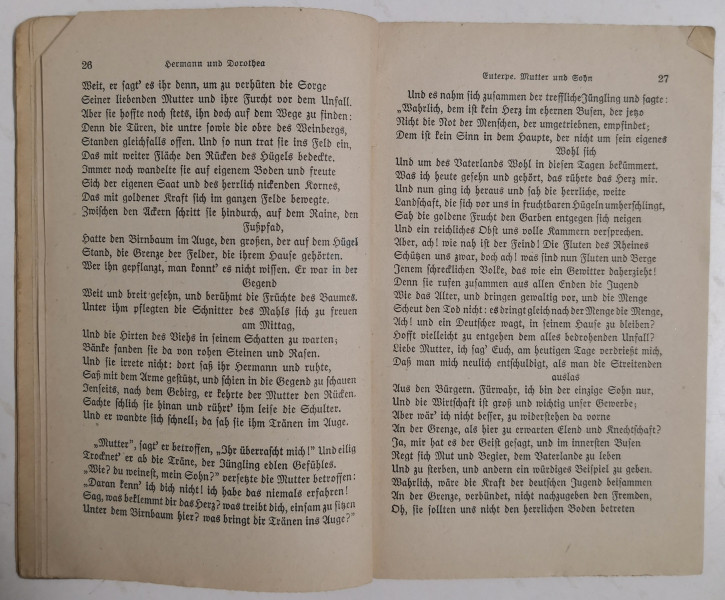 26
Hermann und Dorothea
Weit, er sagt' es ihr denn, um zu verhüten die Sorge
Seiner liebenden Mutter und ihre Furcht vor dem Unfall.
Aber sie hoffte noch stets, ihn doch auf dem Wege zu finden:
Denn die Türen, die untre sowie die obre des Weinbergs,
Standen gleichfalls offen. Und so nun trat sie ins Feld ein,
Das mit weiter Fläche den Rücken des Hügels bedeckte.
Immer noch wandelte sie auf eigenem Boden und freute
Sich der eigenen Saat und des herrlich nickenden Kornes,
Das mit goldener Kraft sich im ganzen Felde bewegte.
Zwischen den Äckern schritt sie hindurch, auf dem Raine, den
Fußpfad,
Hatte den Birnbaum im Auge, den großen, der auf dem Hügel
Stand, die Grenze der Felder, die ihrem Hause gehörten.
Wer ihn gepflanzt, man konnt' es nicht wissen. Er war in der
Gegend
Weit und breit gesehn, und berühmt die Früchte des Baumes.
Unter ihm pflegten die Schnitter des Mahls sich zu freuen
am Mittag,
Und die Hirten des Viehs in seinem Schatten zu warten;
Bänke fanden sie da von rohen Steinen und Rasen.
Und sie irrete nicht: dort saß ihr Hermann und ruhte,
Saß mit dem Arme gestützt, und schien in die Gegend zu schauen
Jenseits, nach dem Gebirg, er kehrte der Mutter den Rücken.
Sachte schlich sie hinan und rührt' ihm leise die Schulter.
Und er wandte sich schnell; da sah sie ihm Tränen im Auge.
„Mutter", sagt' er betroffen, „Ihr überrascht mich!" Und eilig
Trocknet' er ab die Träne, der Jüngling edlen Gefühles.
„Wie? du weinest, mein Sohn?" versetzte die Mutter betroffen:
„Daran kenn' ich dich nicht! ich habe das niemals erfahren!
Sag, was beklemmt dir das Herz? was treibt dich, einsam zu sitzen
Unter dem Birnbaum hier? was bringt dir Tränen ins Auge?"
Euterpe. Mutter und Sohn
27
Und es nahm sich zusammen der treffliche Jüngling und sagte:
„Wahrlich, dem ist kein Herz im ehernen Busen, der jetzo
Nicht die Not der Menschen, der umgetriebnen, empfindet;
Dem ist kein Sinn in dem Haupte, der nicht um sein eigenes
Wohl sich
Und um des Vaterlands Wohl in diesen Tagen bekümmert.
Was ich heute gesehn und gehört, das rührte das Herz mir.
Und nun ging ich heraus und sah die herrliche, weite
Landschaft, die sich vor uns in fruchtbaren Hügeln umherschlingt,
Sah die goldene Frucht den Garben entgegen sich neigen
Und ein reichliches Obst uns volle Kammern versprechen.
Aber, ach! wie nah ist der Feind! Die Fluten des Rheines
Schützen uns zwar, doch ach! was sind nun Fluten und Berge
Jenem schrecklichen Volke, das wie ein Gewitter daherzieht!
Denn sie rufen zusammen aus allen Enden die Jugend
Wie das Alter, und dringen gewaltig vor, und die Menge
Scheut den Tod nicht: es dringt gleich nach der Menge die Menge,
Ach! und ein Deutscher wagt, in seinem Hause zu bleiben?
Hofft vielleicht zu entgehen dem alles bedrohenden Unfall?
Liebe Mutter, ich sag' Euch, am heutigen Tage verdrießt mich,
Daß man mich neulich entschuldigt, als man die Streitenden
auslas
Aus den Bürgern. Fürwahr, ich bin der einzige Sohn nur,
Und die Wirtschaft ist groß und wichtig unser Gewerbe;
Aber wär' ich nicht besser, zu widerstehen da vorne
An der Grenze, als hier zu erwarten Elend und Knechtschaft?
Ja, mir hat es der Geist gesagt, und im innersten Busen
Regt sich Mut und Begier, dem Vaterlande zu leben
Und zu sterben, und andern ein würdiges Beispiel zu geben.
Wahrlich, wäre die Kraft der deutschen Jugend beisammen
An der Grenze, verbündet, nicht nachzugeben den Fremden,
Oh, sie sollten uns nicht den herrlichen Boden betreten